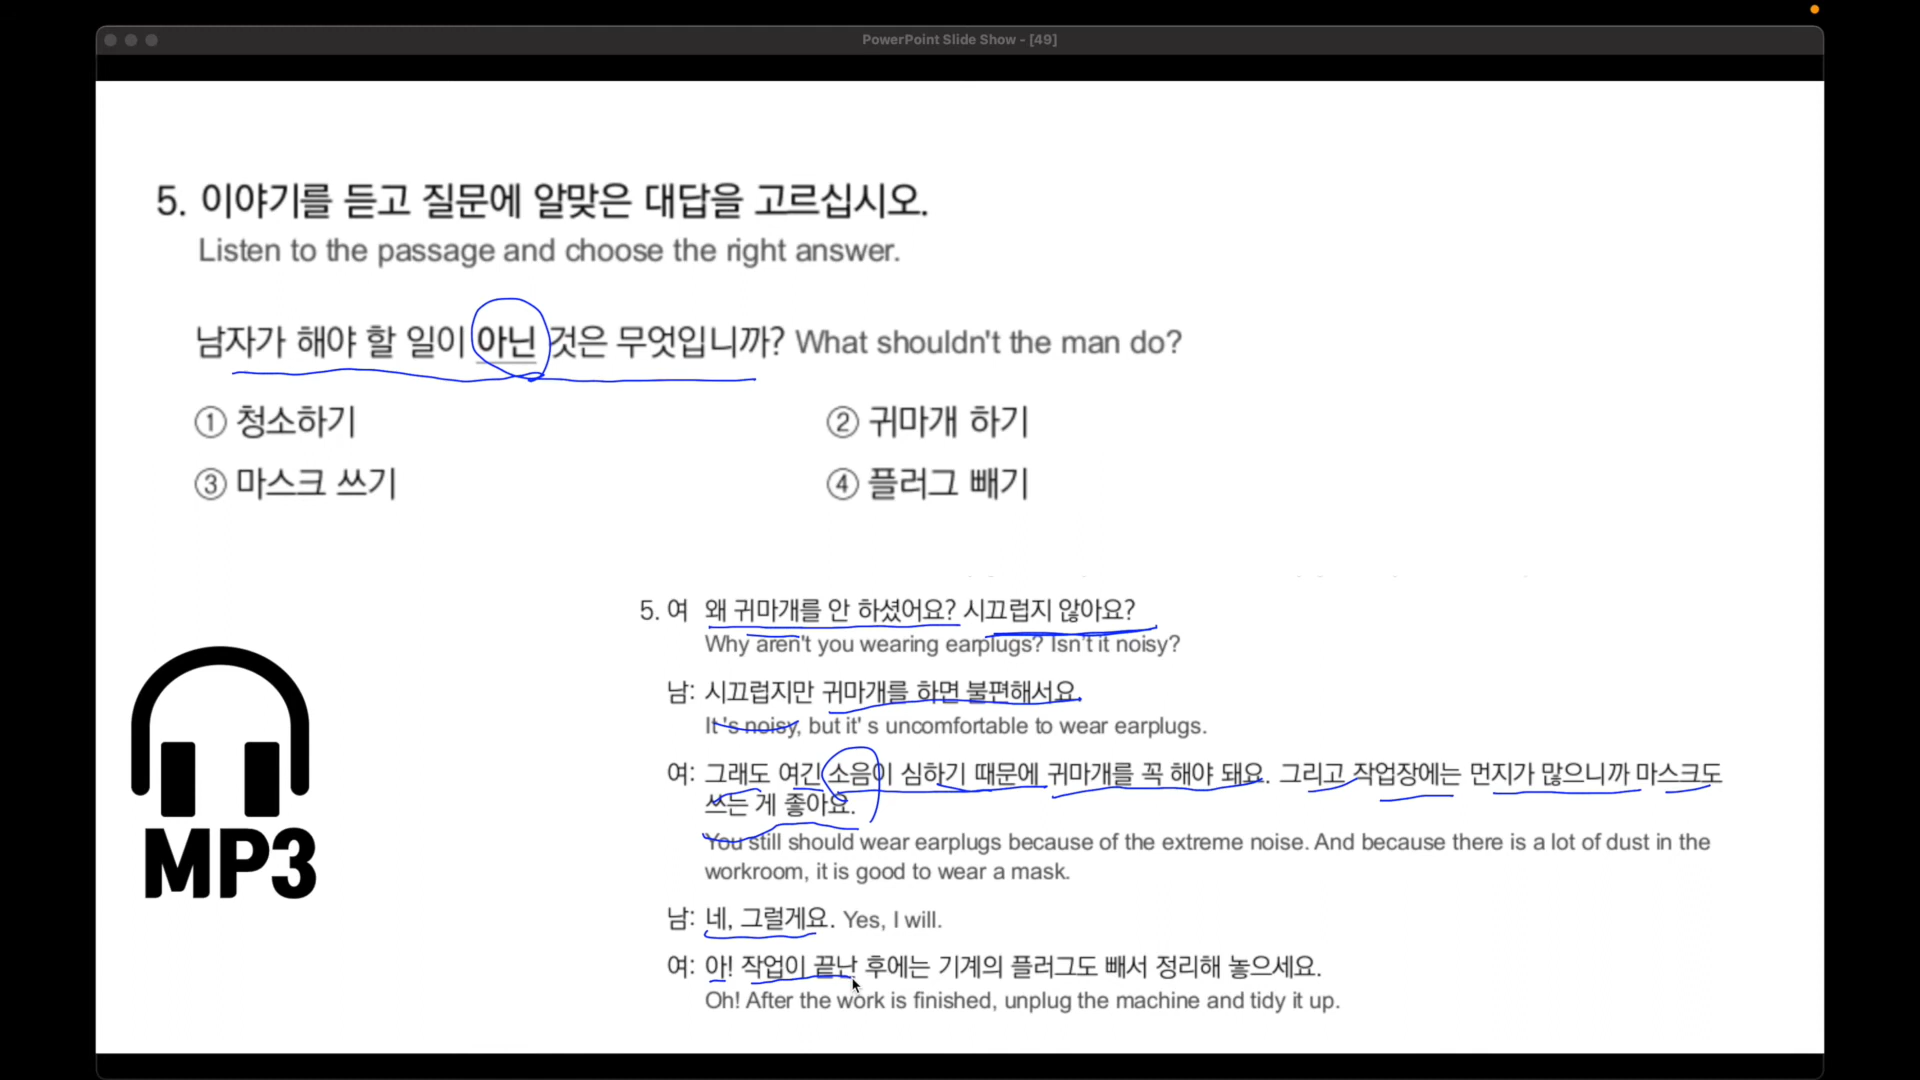 PowerPoint Slide Show - [49]
5. 이야기를 듣고 질문에 알맞은 대답을 고르십시오.
Listen to the passage and choose the right answer.
남자가 해야 할 일이 아닌 것은 무엇입니까? What shouldn't the man do?
① 청소하기 ② 귀마개 하기
③ 마스크 쓰기 ④ 플러그 빼기
5. 여 왜 귀마개를 안 하셨어요? 시끄럽지 않아요?
Why aren't you wearing earplugs? Isn't it noisy?
남: 시끄럽지만 귀마개를 하면 불편해서요.
It's noisy, but it' s uncomfortable to wear earplugs.
여: 그래도 여긴 소음이 심하기 때문에 귀마개를 꼭 해야 돼요. 그리고 작업장에는 먼지가 많으니까 마스크도
쓰는 게 좋아요.
You still should wear earplugs because of the extreme noise. And because there is a lot of dust in the
workroom, it is good to wear a mask.
남: 네, 그럴게요. Yes, I will.
여: 아! 작업이 끝난 후에는 기계의 플러그도 빼서 정리해 놓으세요.
Oh! After the work is finished, unplug the machine and tidy it up.
MP3